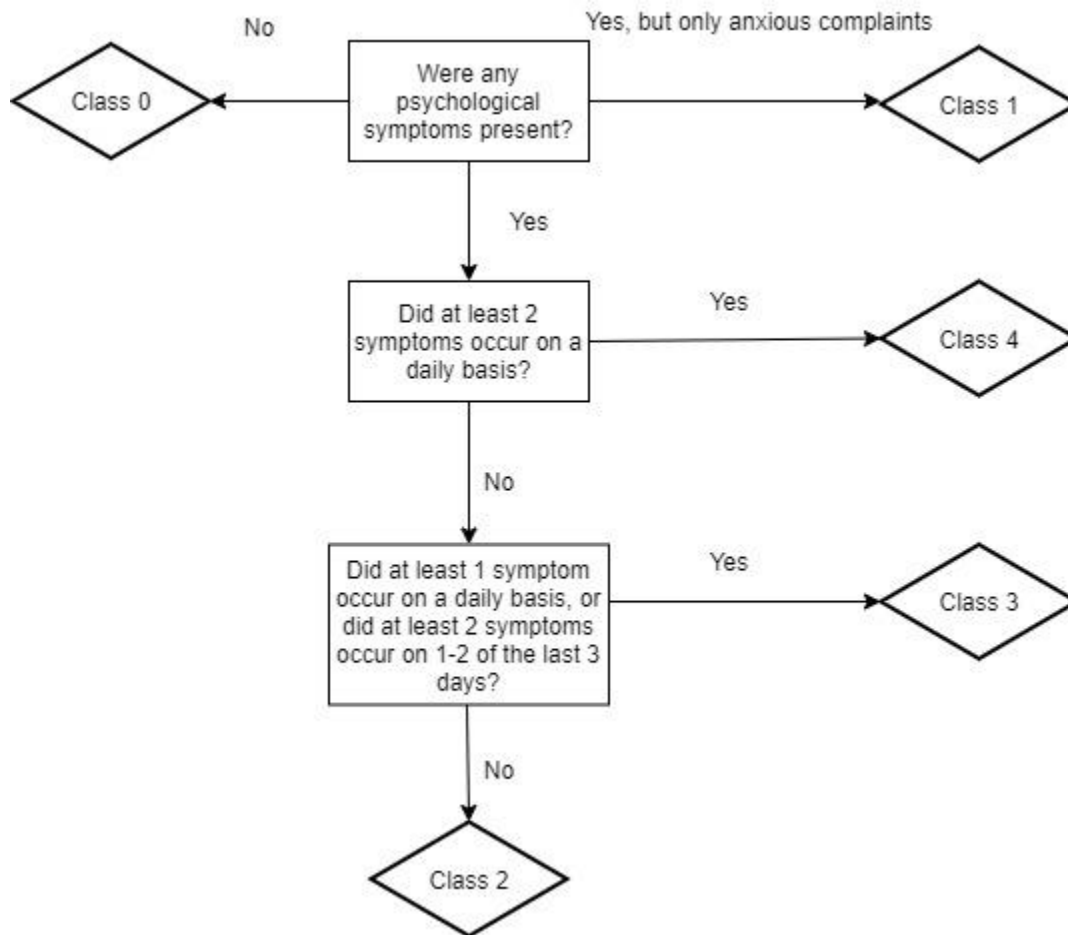 No
Yes, but only anxious complaints
Class 0
Were any
psychological
symptoms present?
Class 1
Yes
Did at least 2
symptoms occur on a
daily basis?
Yes
Class 4
No
Did at least 1 symptom
occur on a daily basis, or
did at least 2 symptoms
occur on 1-2 of the last 3
days?
Yes
Class 3
No
Class 2